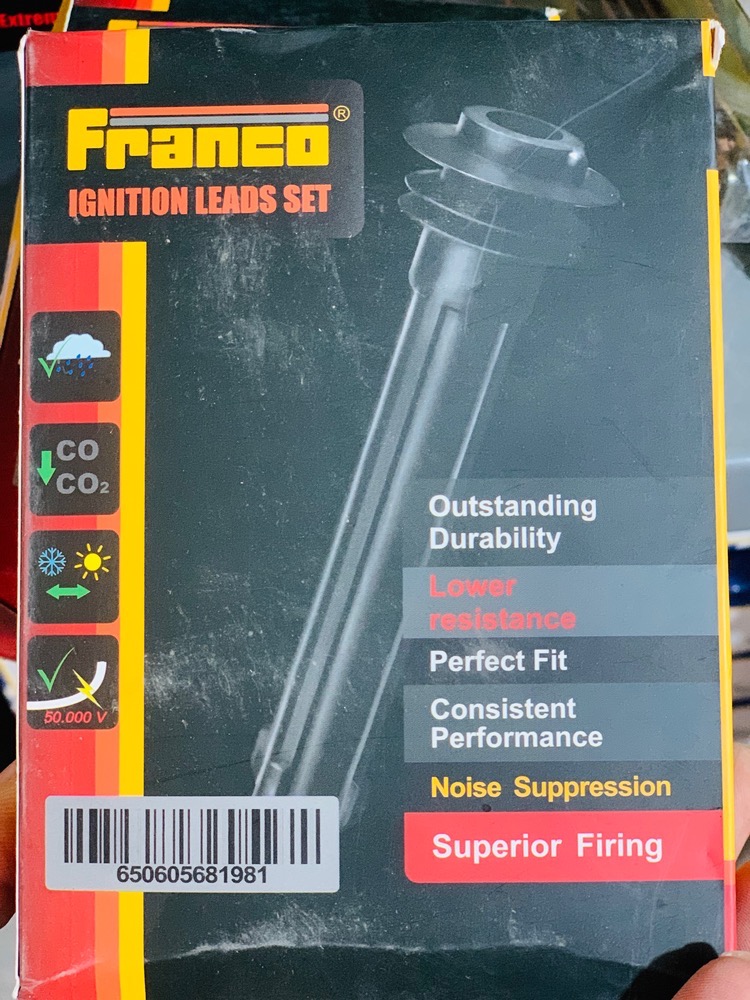 Extrem
Franco®
IGNITION LEADS SET
CO
CO₂
50.000 V
Outstanding
Durability
Lower
resistance
Perfect Fit
Consistent
Performance
Noise Suppression
Superior Firing
650605681981